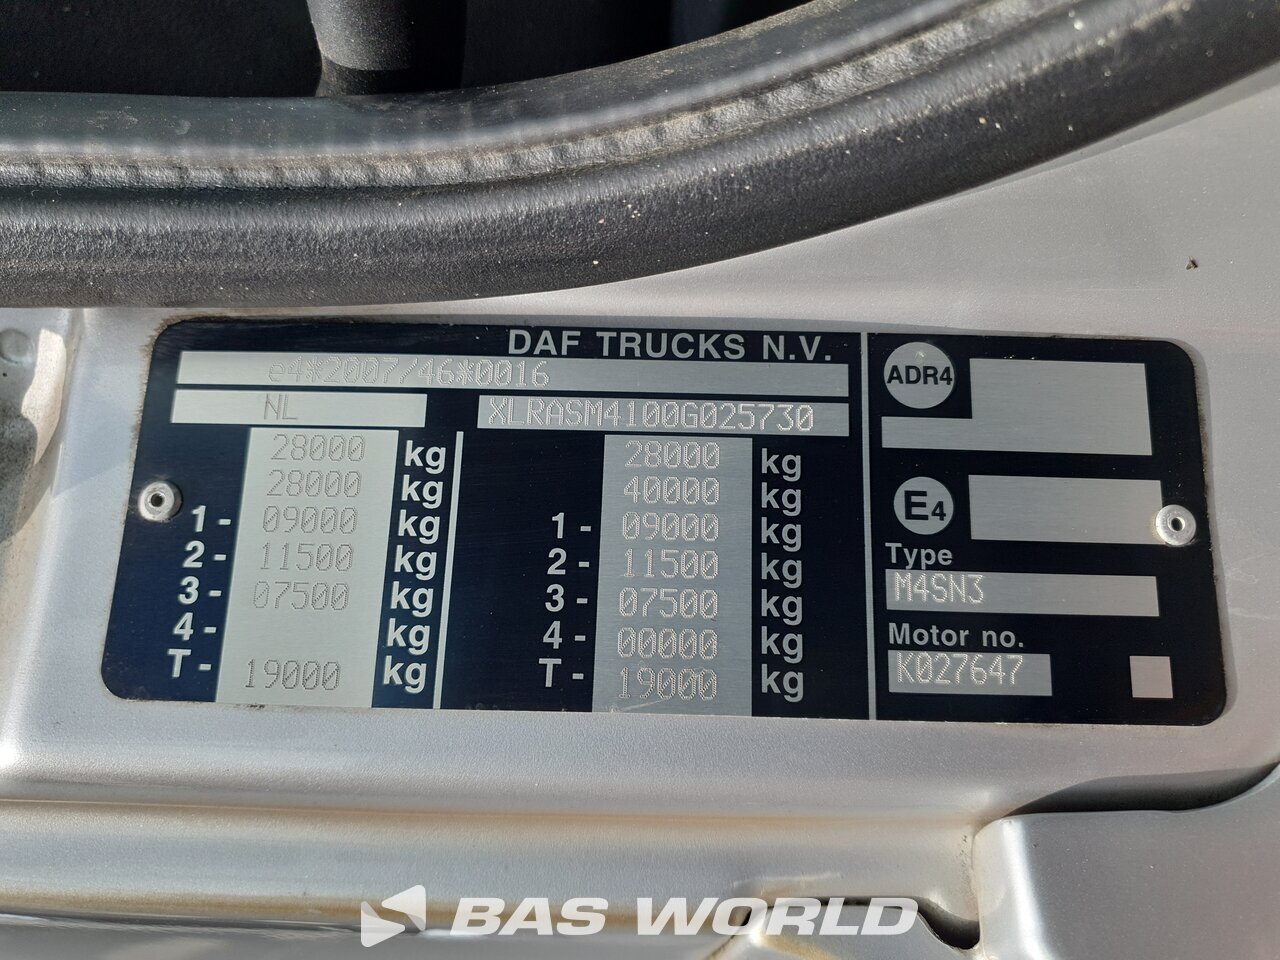 DAF TRUCKS N.V.
e4*2007/46*0016
NL XLRASM4100G025730
28000 kg 28000 kg
28000 kg 40000 kg
1- 09000 kg 1- 09000 kg
2- 11500 kg 2- 11500 kg
3- 07500 kg 3- 07500 kg
4- kg 4- 00000 kg
T- 19000 kg T- 19000 kg
ADR4
E4
Type
M4SN3
Motor no.
K027647
BAS WORLD